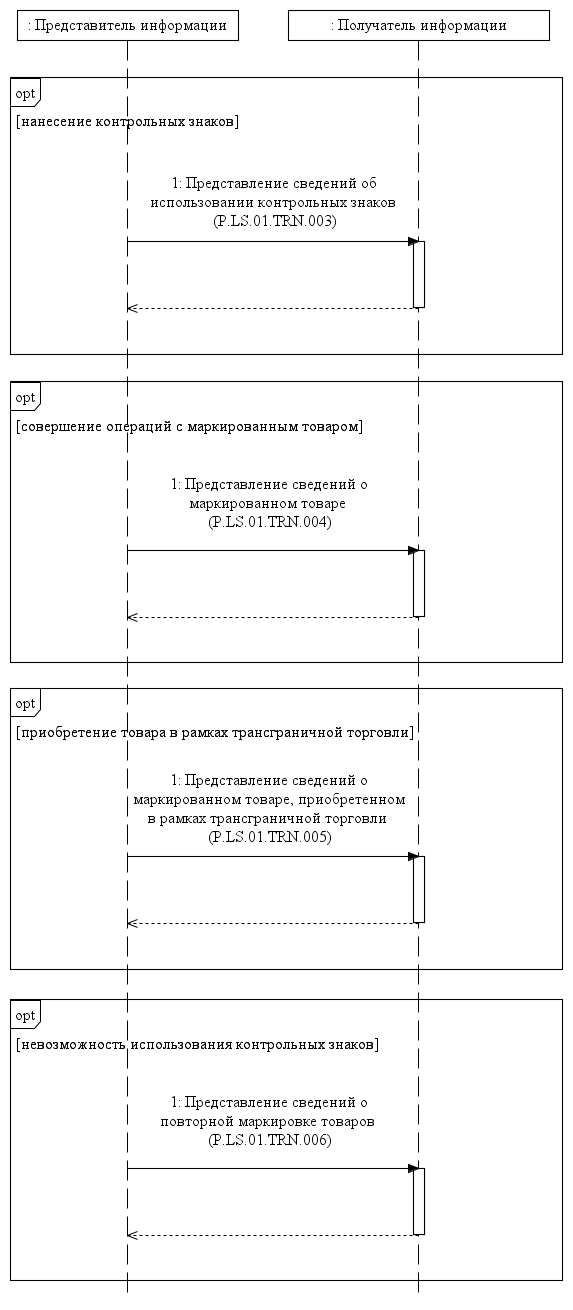 : Представитель информации
: Получатель информации
opt
[нанесение контрольных знаков]
1: Представление сведений об
использовании контрольных знаков
(P.LS.01.TRN.003)
opt
[совершение операций с маркированным товаром]
1: Представление сведений о
маркированном товаре
(P.LS.01.TRN.004)
opt
[приобретение товара в рамках трансграничной торговли]
1: Представление сведений о
маркированном товаре, приобретенном
в рамках трансграничной торговли
(P.LS.01.TRN.005)
opt
[невозможность использования контрольных знаков]
1: Представление сведений о
повторной маркировке товаров
(P.LS.01.TRN.006)